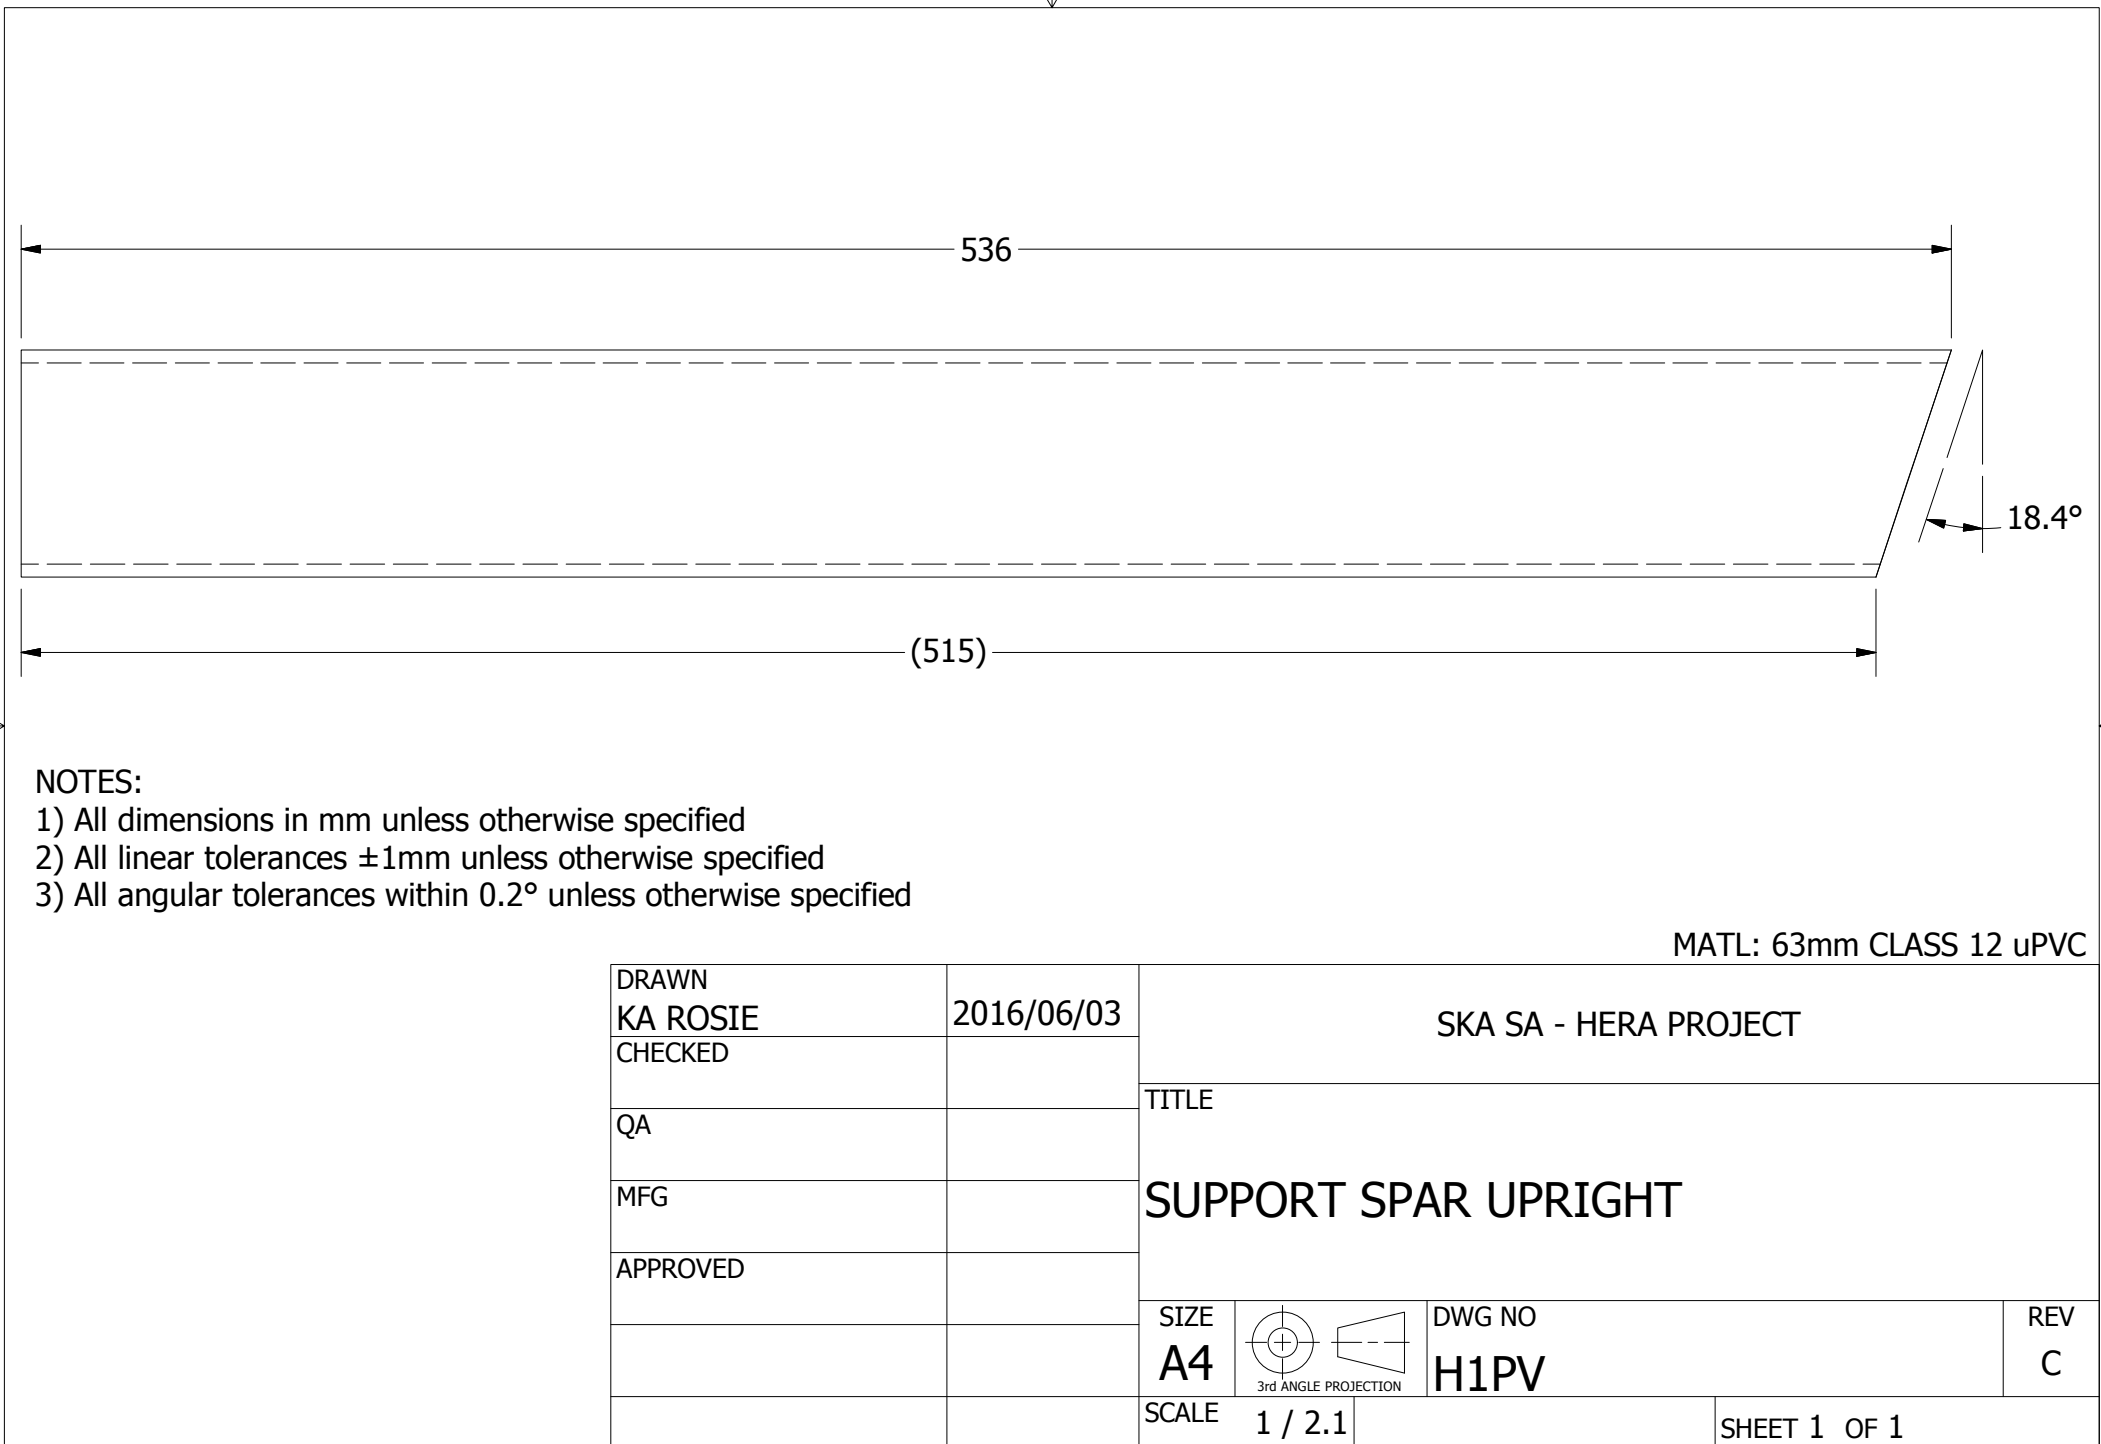 536
18.4°
(515)
NOTES:
1) All dimensions in mm unless otherwise specified
2) All linear tolerances ±1mm unless otherwise specified
3) All angular tolerances within 0.2° unless otherwise specified
MATL: 63mm CLASS 12 uPVC
DRAWN
KA ROSIE
2016/06/03
CHECKED
QA
MFG
APPROVED
SKA SA - HERA PROJECT
TITLE
SUPPORT SPAR UPRIGHT
SIZE
A4
3rd ANGLE PROJECTION
DWG NO
H1PV
REV
C
SCALE 1 / 2.1
SHEET 1 OF 1